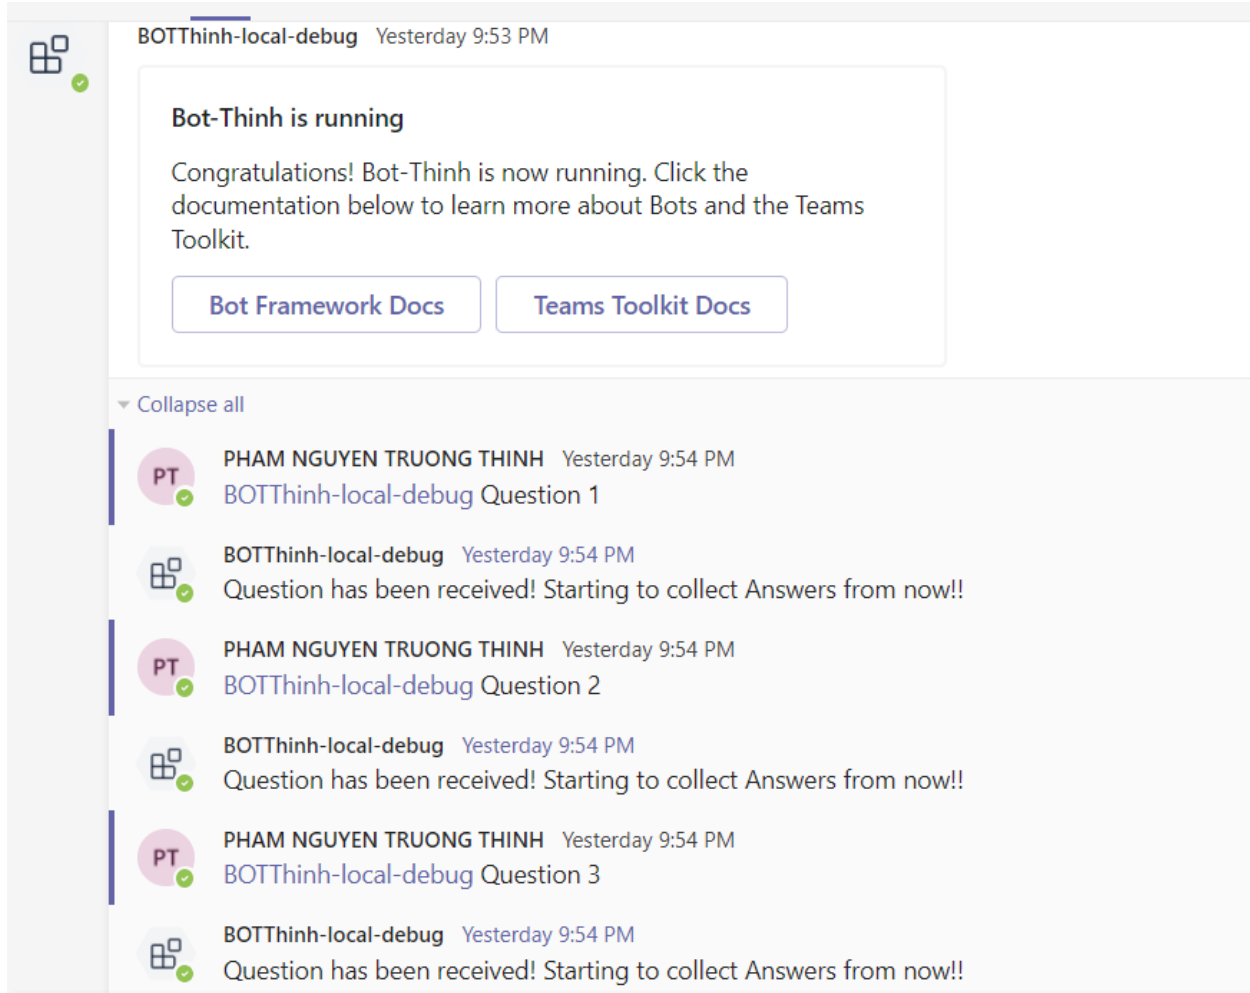 BOTThinh-local-debug Yesterday 9:53 PM
Bot-Thinh is running
Congratulations! Bot-Thinh is now running. Click the
documentation below to learn more about Bots and the Teams
Toolkit.
Bot Framework Docs Teams Toolkit Docs
Collapse all
PT PHAM NGUYEN TRUONG THINH Yesterday 9:54 PM
BOTThinh-local-debug Question 1
BOTThinh-local-debug Yesterday 9:54 PM
Question has been received! Starting to collect Answers from now!!
PT PHAM NGUYEN TRUONG THINH Yesterday 9:54 PM
BOTThinh-local-debug Question 2
BOTThinh-local-debug Yesterday 9:54 PM
Question has been received! Starting to collect Answers from now!!
PT PHAM NGUYEN TRUONG THINH Yesterday 9:54 PM
BOTThinh-local-debug Question 3
BOTThinh-local-debug Yesterday 9:54 PM
Question has been received! Starting to collect Answers from now!!